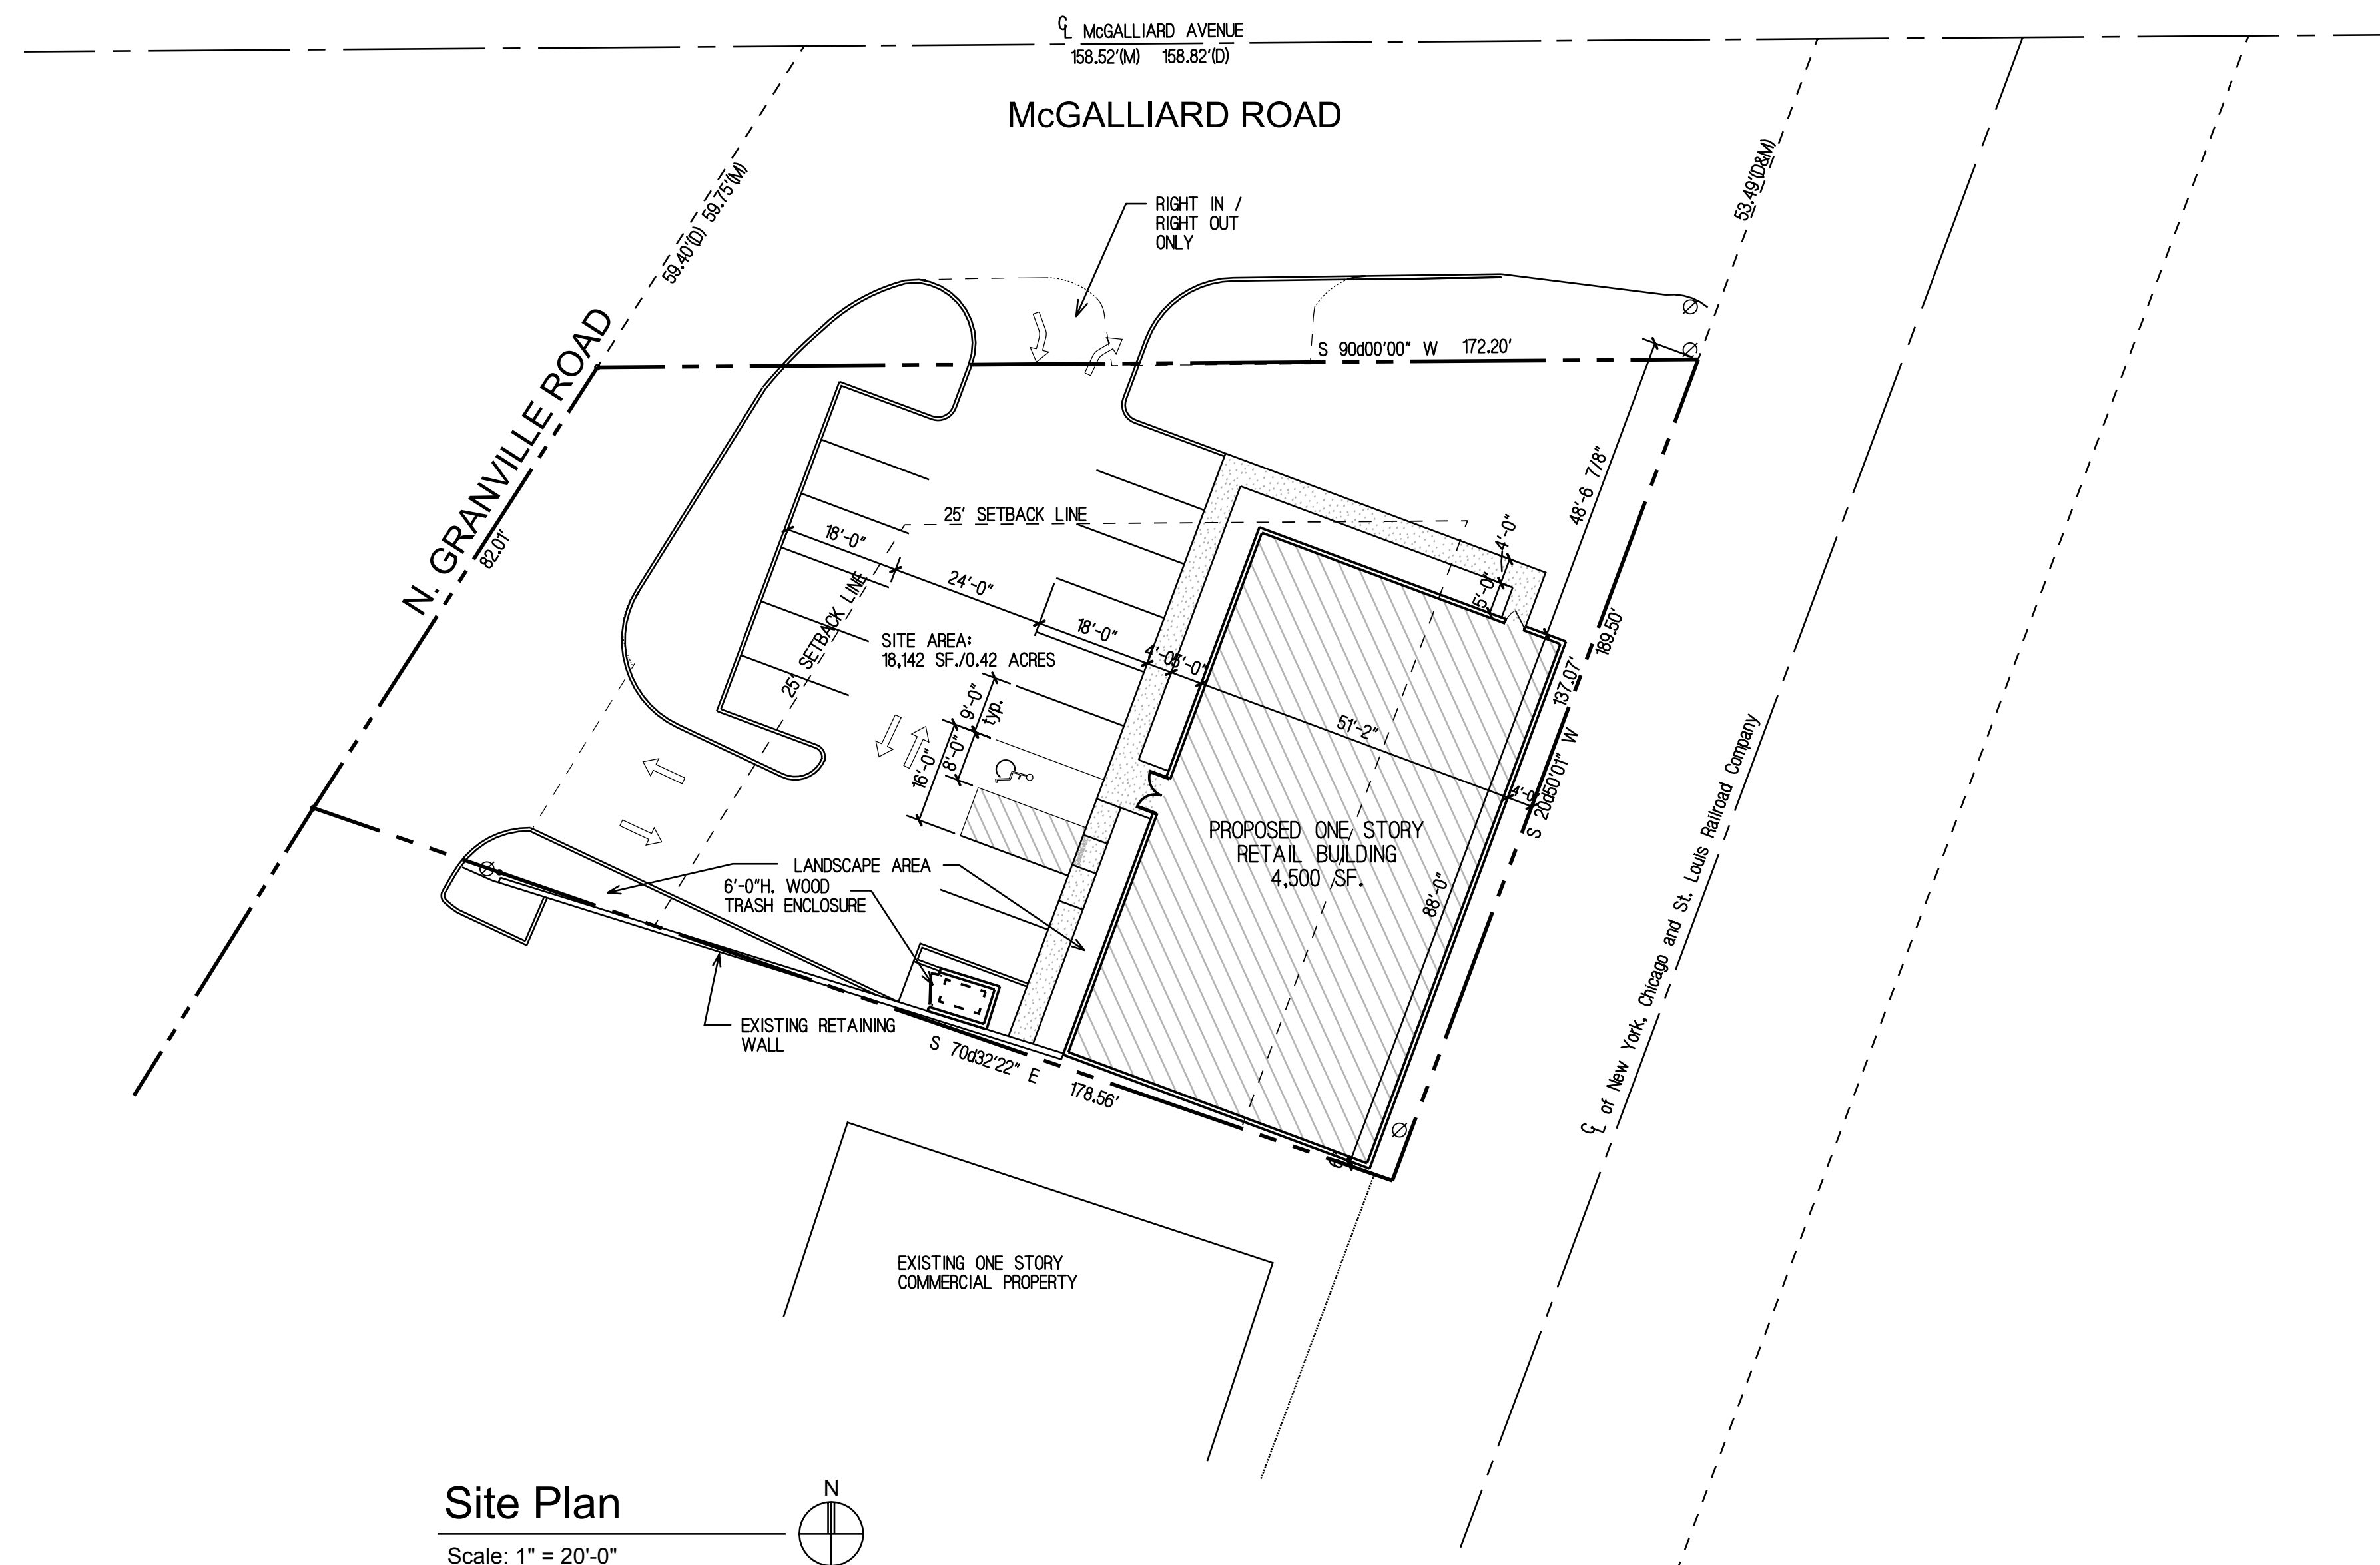 CL McGALLIARD AVENUE
158.52'(M) 158.82'(D)
McGALLIARD ROAD
59.40'(D) 59.75'(M)
53.49'(D&M)
RIGHT IN /
RIGHT OUT
ONLY
N. GRANVILLE ROAD
82.01'
S 90d00'00" W 172.20'
48'-6 7/8"
25' SETBACK LINE
4'-0"
5'-0"
18'-0"
24'-0"
18'-0"
4'-0"
5'-0"
25' SETBACK LINE
SITE AREA:
18,142 SF./0.42 ACRES
9'-0"
typ.
16'-0"
8'-0"
51'-2"
137.07'
189.50'
S 20d50'01" W
PROPOSED ONE STORY
RETAIL BUILDING
4,500 SF.
88'-0"
LANDSCAPE AREA
6'-0"H. WOOD
TRASH ENCLOSURE
EXISTING RETAINING
WALL
S 70d32'22" E 178.56'
CL of New York, Chicago and St. Louis Railroad Company
EXISTING ONE STORY
COMMERCIAL PROPERTY
Site Plan
N
Scale: 1" = 20'-0"